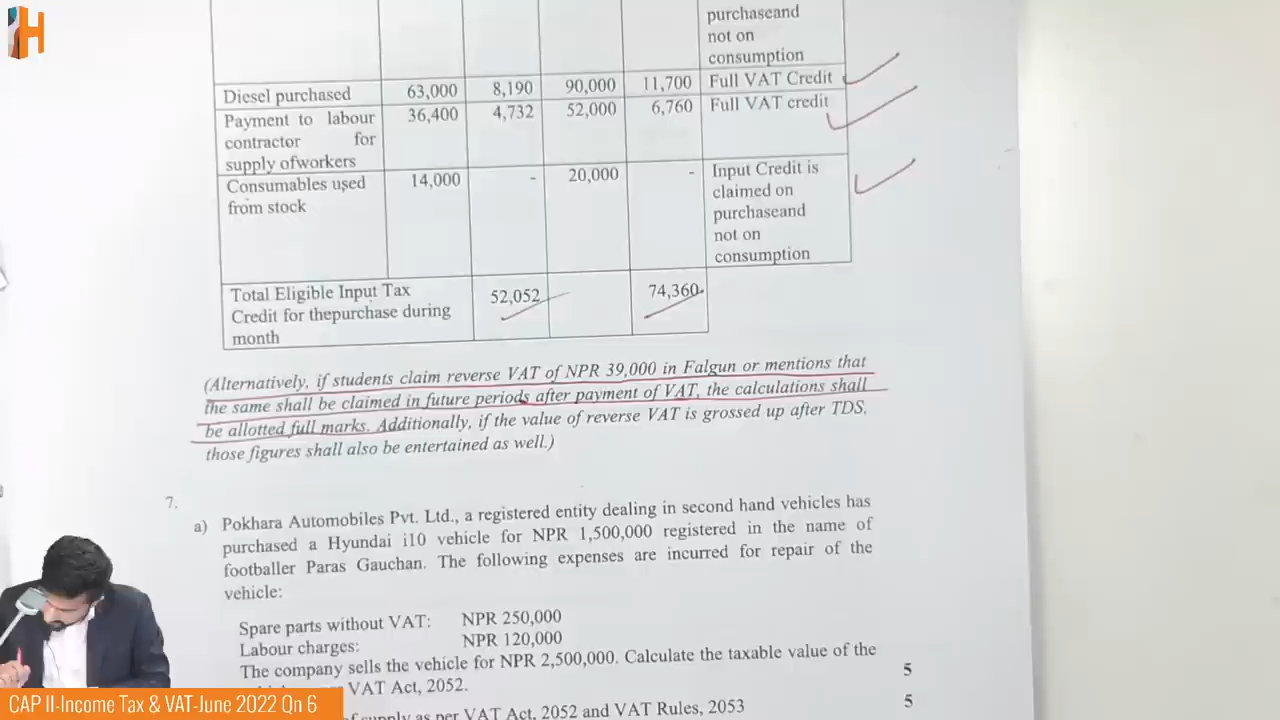 H
purchaseand
not on
consumption
Diesel purchased 63,000 8,190 90,000 11,700 Full VAT Credit
Payment to labour contractor for supply ofworkers 36,400 4,732 52,000 6,760 Full VAT credit
Consumables used from stock 14,000 - 20,000 - Input Credit is claimed on purchaseand not on consumption
Total Eligible Input Tax Credit for thepurchase during month 52,052 74,360
(Alternatively, if students claim reverse VAT of NPR 39,000 in Falgun or mentions that
the same shall be claimed in future periods after payment of VAT, the calculations shall
be allotted full marks. Additionally, if the value of reverse VAT is grossed up after TDS,
those figures shall also be entertained as well.)
7.
a) Pokhara Automobiles Pvt. Ltd., a registered entity dealing in second hand vehicles has
purchased a Hyundai i10 vehicle for NPR 1,500,000 registered in the name of
footballer Paras Gauchan. The following expenses are incurred for repair of the
vehicle:
Spare parts without VAT: NPR 250,000
Labour charges: NPR 120,000
The company sells the vehicle for NPR 2,500,000. Calculate the taxable value of the
VAT Act, 2052. 5
of supply as per VAT Act, 2052 and VAT Rules, 2053 5
CAP II-Income Tax & VAT-June 2022 Qn 6